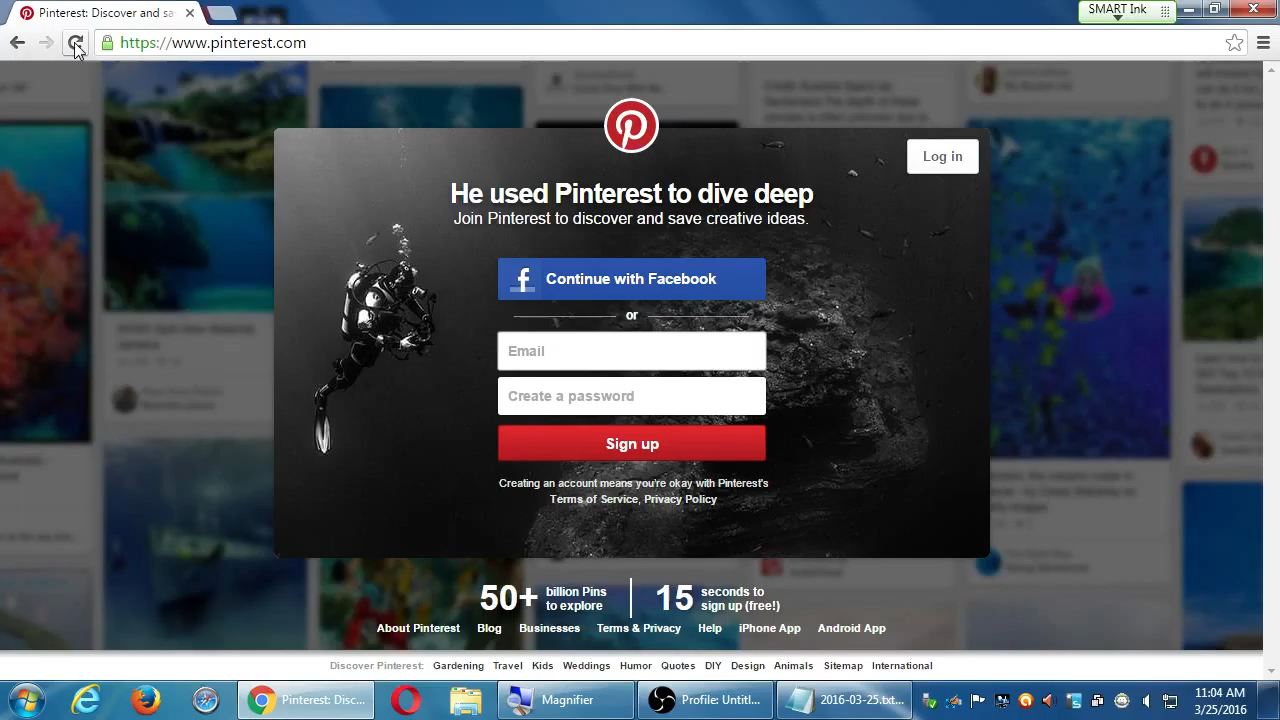 Pinterest: Discover and sa
SMART Ink
https://www.pinterest.com
Log in
He used Pinterest to dive deep
Join Pinterest to discover and save creative ideas.
f Continue with Facebook
or
Email
Create a password
Sign up
Creating an account means you're okay with Pinterest's
Terms of Service, Privacy Policy
50+ billion Pins to explore
15 seconds to sign up (free!)
About Pinterest Blog Businesses Terms & Privacy Help iPhone App Android App
Discover Pinterest: Gardening Travel Kids Weddings Humor Quotes DIY Design Animals Sitemap International
Pinterest: Disc...
Magnifier
Profile: Untitl...
2016-03-25.txt...
11:04 AM
3/25/2016